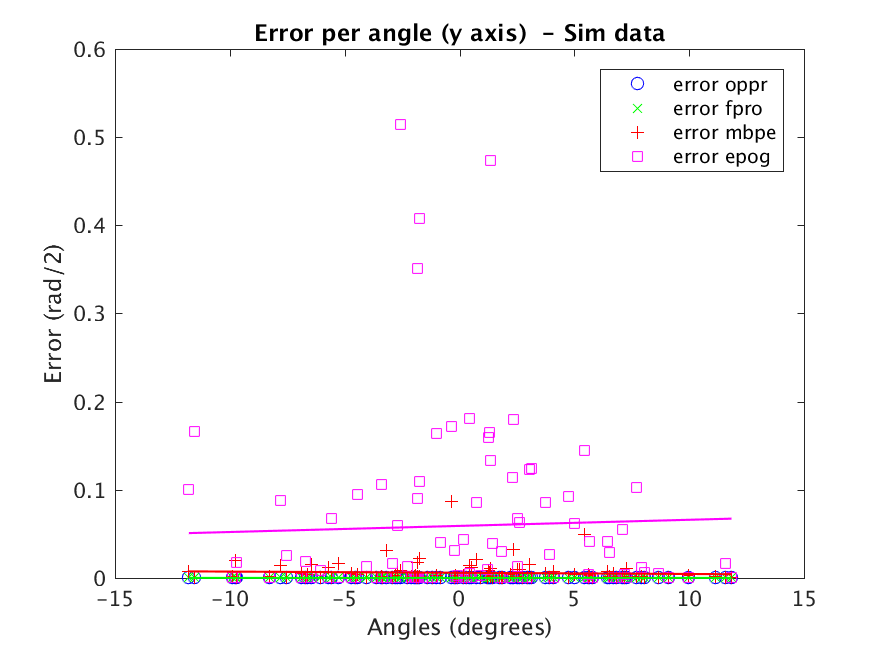 Error per angle (y axis) - Sim data
error oppr
error fpro
error mbpe
error epog
Error (rad/2)
0.6
0.5
0.4
0.3
0.2
0.1
0
-15
-10
-5
0
5
10
15
Angles (degrees)